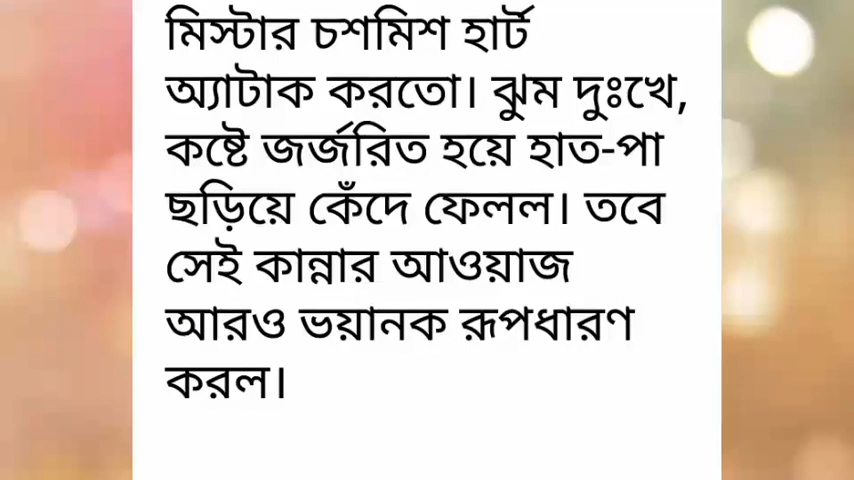 মিস্টার চশমিশ হার্ট
অ্যাটাক করতো। ঝুম দুঃখে,
কষ্টে জর্জরিত হয়ে হাত-পা
ছড়িয়ে কেঁদে ফেলল। তবে
সেই কান্নার আওয়াজ
আরও ভয়ানক রূপধারণ
করল।